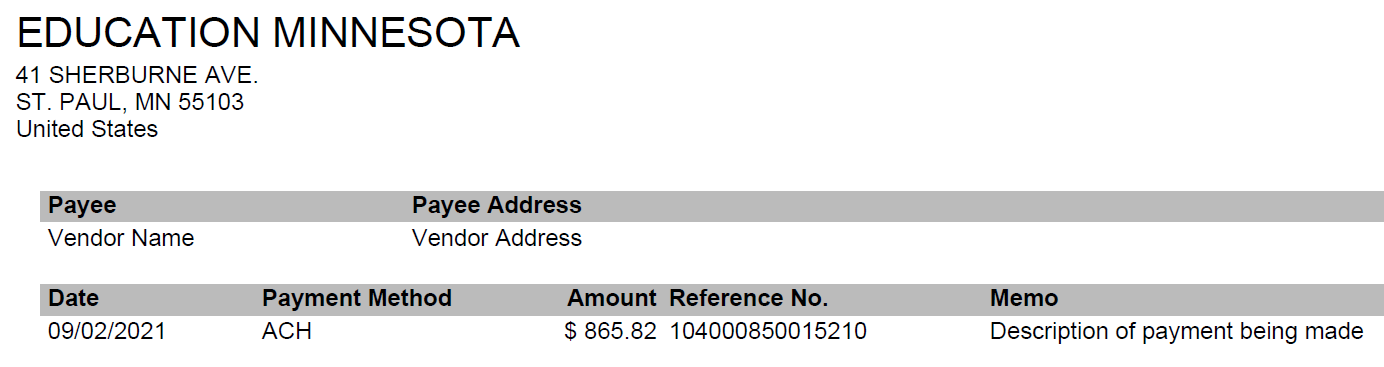 EDUCATION MINNESOTA
41 SHERBURNE AVE.
ST. PAUL, MN 55103
United States
Payee Payee Address
Vendor Name Vendor Address
Date Payment Method Amount Reference No. Memo
09/02/2021 ACH $ 865.82 104000850015210 Description of payment being made